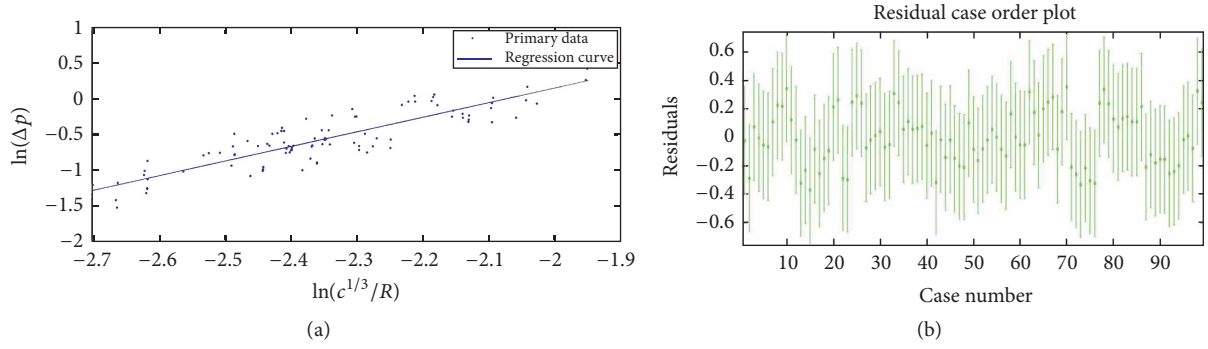 1
0.5
0
−0.5
−1
−1.5
−2
ln(Δp)
Primary data
Regression curve
−2.7 −2.6 −2.5 −2.4 −2.3 −2.2 −2.1 −2 −1.9
ln(c^{1/3}/R)
(a)
Residual case order plot
0.6
0.4
0.2
0
−0.2
−0.4
−0.6
Residuals
10 20 30 40 50 60 70 80 90
Case number
(b)